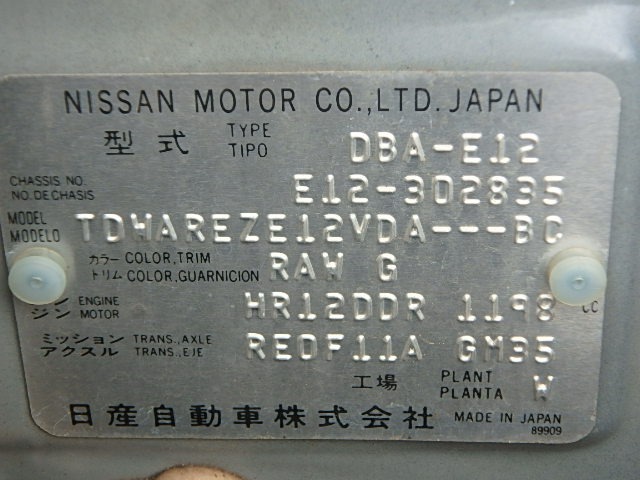 NISSAN MOTOR CO.,LTD. JAPAN
型式 TYPE TIPO DBA-E12
CHASSIS NO. NO. DE CHASIS E12-302835
MODEL MODELO TDWAREZE12VDA---BC
カラー COLOR,TRIM トリム COLOR,GUARNICION RAW G
ジン ENGINE MOTOR HR12DDR 1198 cc
ミッション TRANS.,AXLE アクスル TRANS.,EJE RE0F11A GM35
工場 PLANT PLANTA W
日産自動車株式会社 MADE IN JAPAN
89909